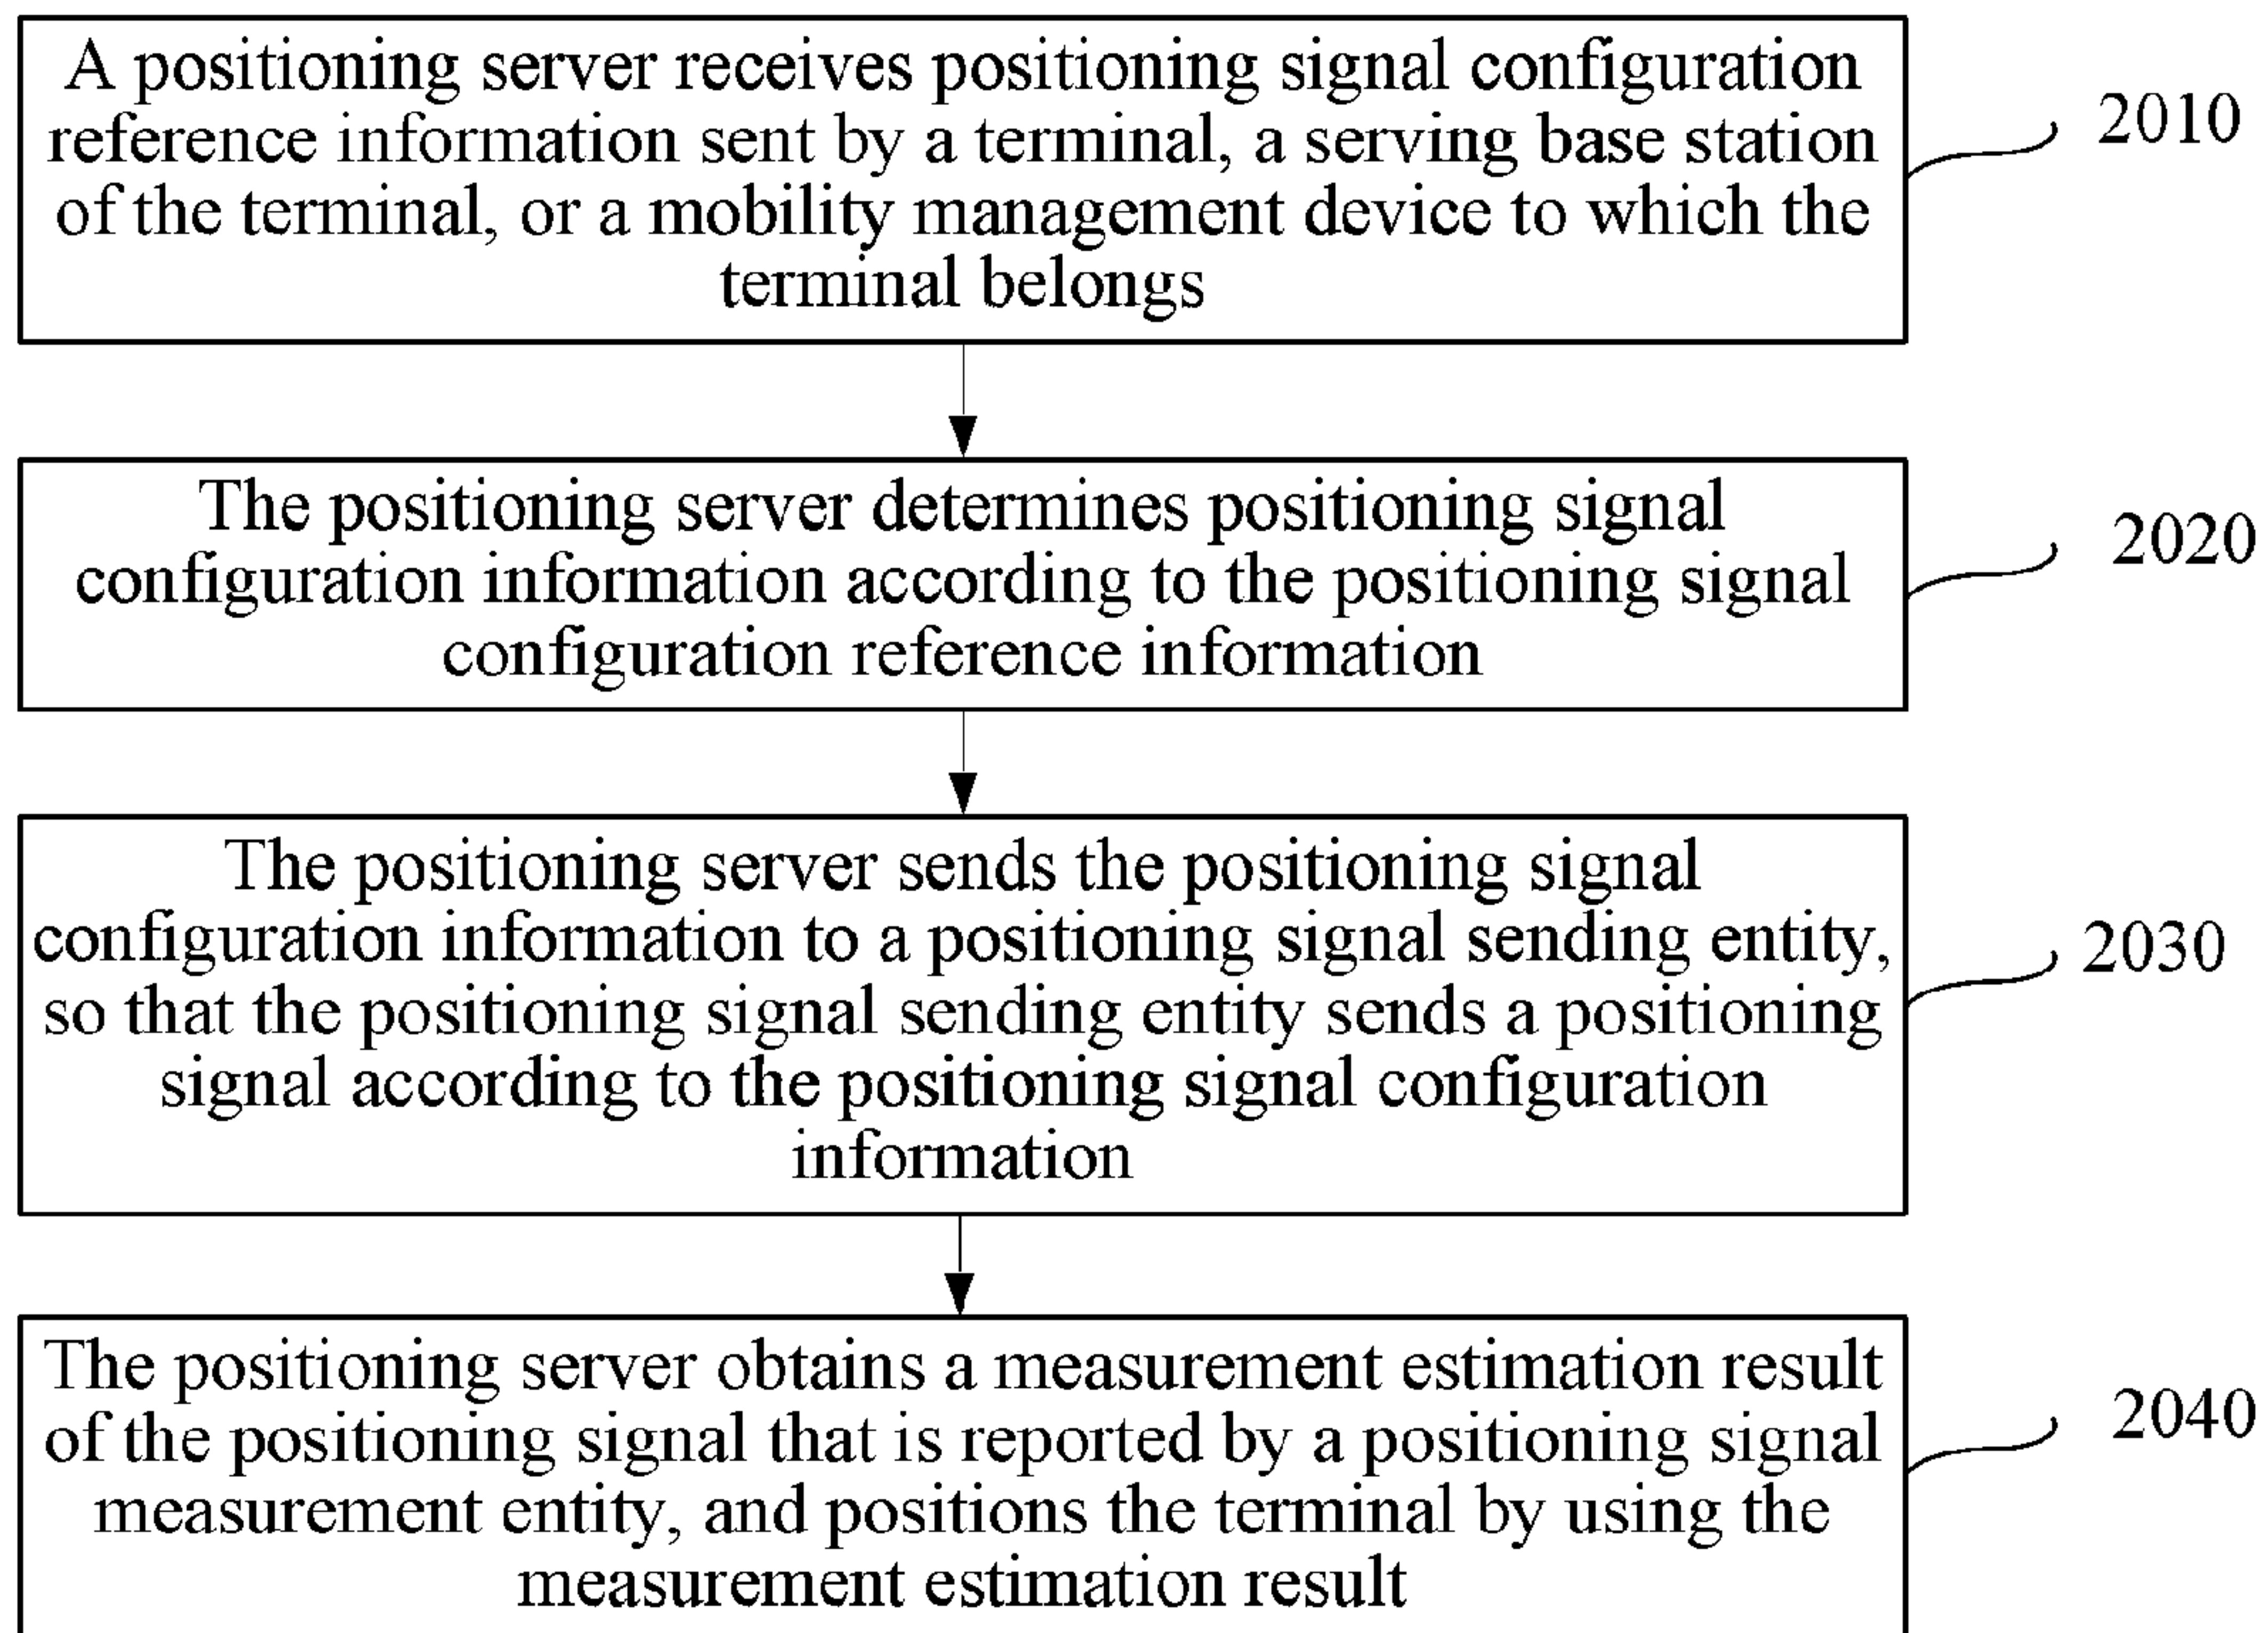 A positioning server receives positioning signal configuration
reference information sent by a terminal, a serving base station
of the terminal, or a mobility management device to which the
terminal belongs
2010
The positioning server determines positioning signal
configuration information according to the positioning signal
configuration reference information
2020
The positioning server sends the positioning signal
configuration information to a positioning signal sending entity,
so that the positioning signal sending entity sends a positioning
signal according to the positioning signal configuration
information
2030
The positioning server obtains a measurement estimation result
of the positioning signal that is reported by a positioning signal
measurement entity, and positions the terminal by using the
measurement estimation result
2040